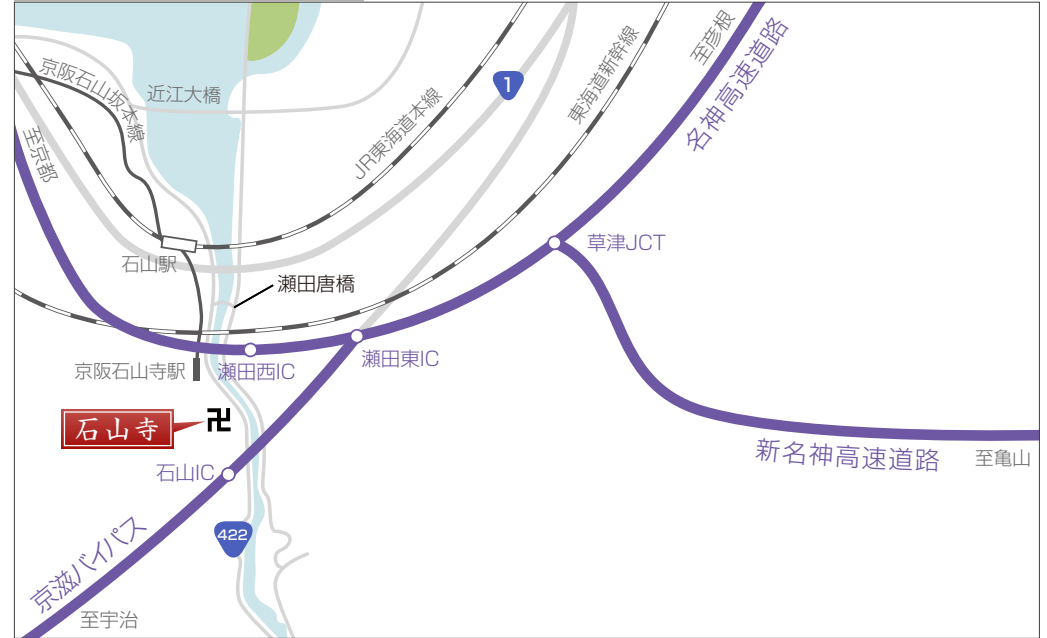 1
至彦根
名神高速道路
東海道新幹線
京阪石山坂本線
近江大橋
JR東海道本線
至京都
草津JCT
石山駅
瀬田唐橋
瀬田東IC
京阪石山寺駅
瀬田西IC
石山寺
卍
新名神高速道路
至亀山
石山IC
422
京滋バイパス
至宇治